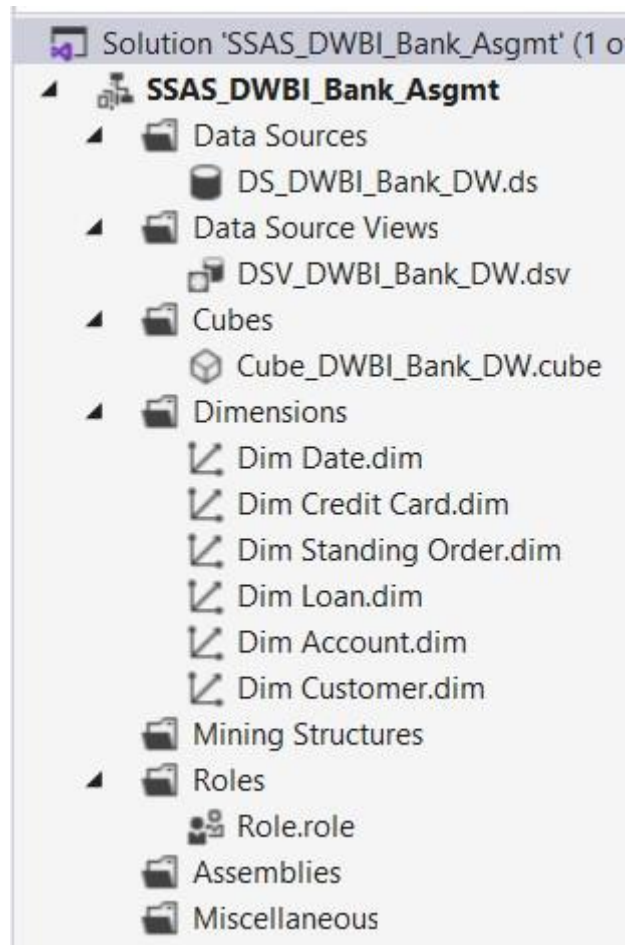 Solution 'SSAS_DWBI_Bank_Asgmt' (1 o
SSAS_DWBI_Bank_Asgmt
Data Sources
DS_DWBI_Bank_DW.ds
Data Source Views
DSV_DWBI_Bank_DW.dsv
Cubes
Cube_DWBI_Bank_DW.cube
Dimensions
Dim Date.dim
Dim Credit Card.dim
Dim Standing Order.dim
Dim Loan.dim
Dim Account.dim
Dim Customer.dim
Mining Structures
Roles
Role.role
Assemblies
Miscellaneous